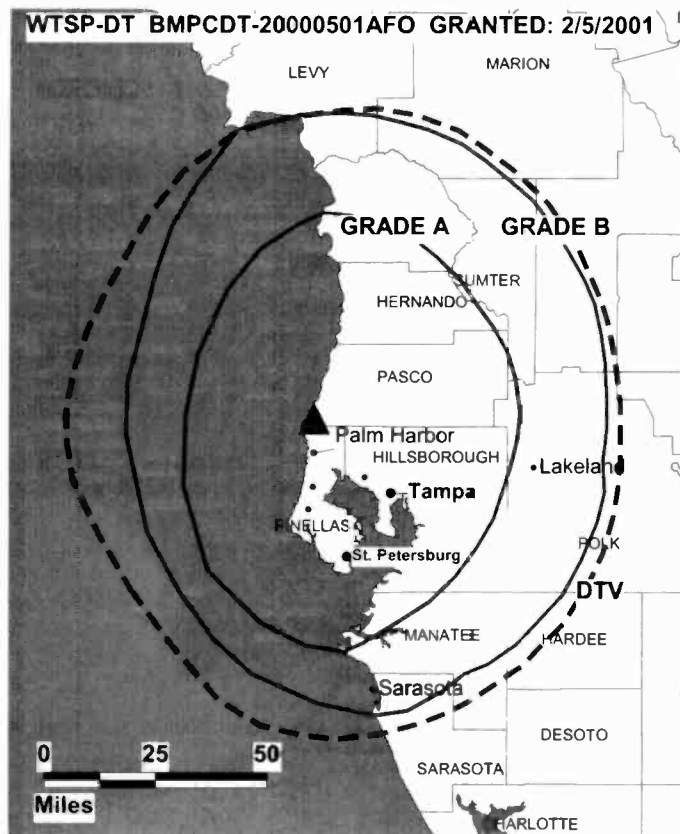 WTSP-DT BMPCDT-20000501AFO GRANTED: 2/5/2001
LEVY
MARION
GRADE A
GRADE B
SUMTER
HERNANDO
PASCO
Palm Harbor
HILLSBOROUGH
Lakeland
Tampa
PINELLAS
St. Petersburg
POLK
DTV
MANATEE
HARDEE
Sarasota
DESOTO
0 25 50
SARASOTA
Miles
CHARLOTTE